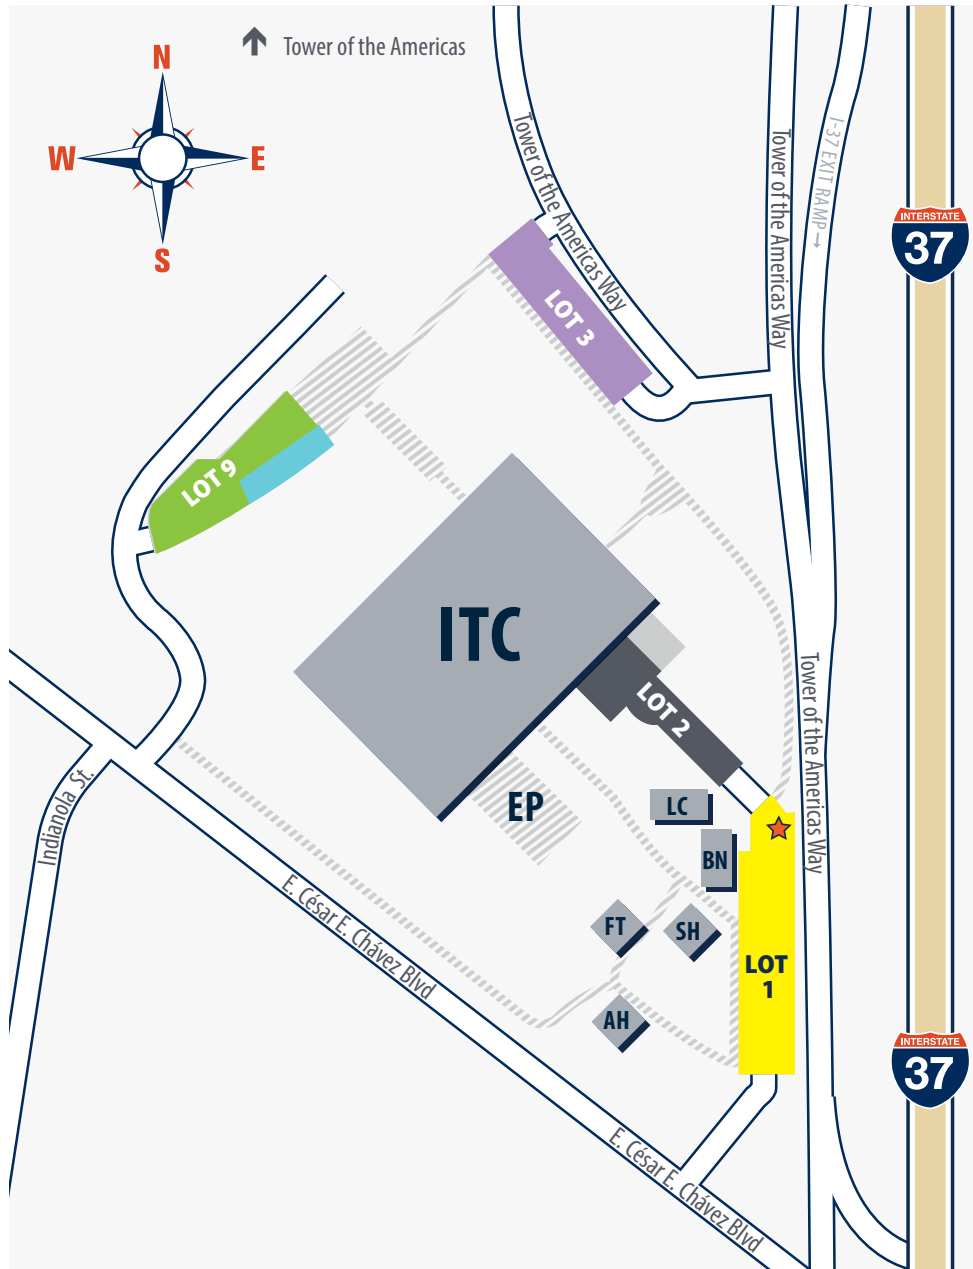 N
W
E
S
Tower of the Americas
Tower of the Americas Way
Tower of the Americas Way
I-37 EXIT RAMP→
INTERSTATE
37
LOT 3
LOT 9
ITC
LOT 2
Tower of the Americas Way
EP
LC
BN
FT
SH
LOT
1
AH
Indianola St.
E. César E. Chávez Blvd
INTERSTATE
37
E. César E. Chávez Blvd